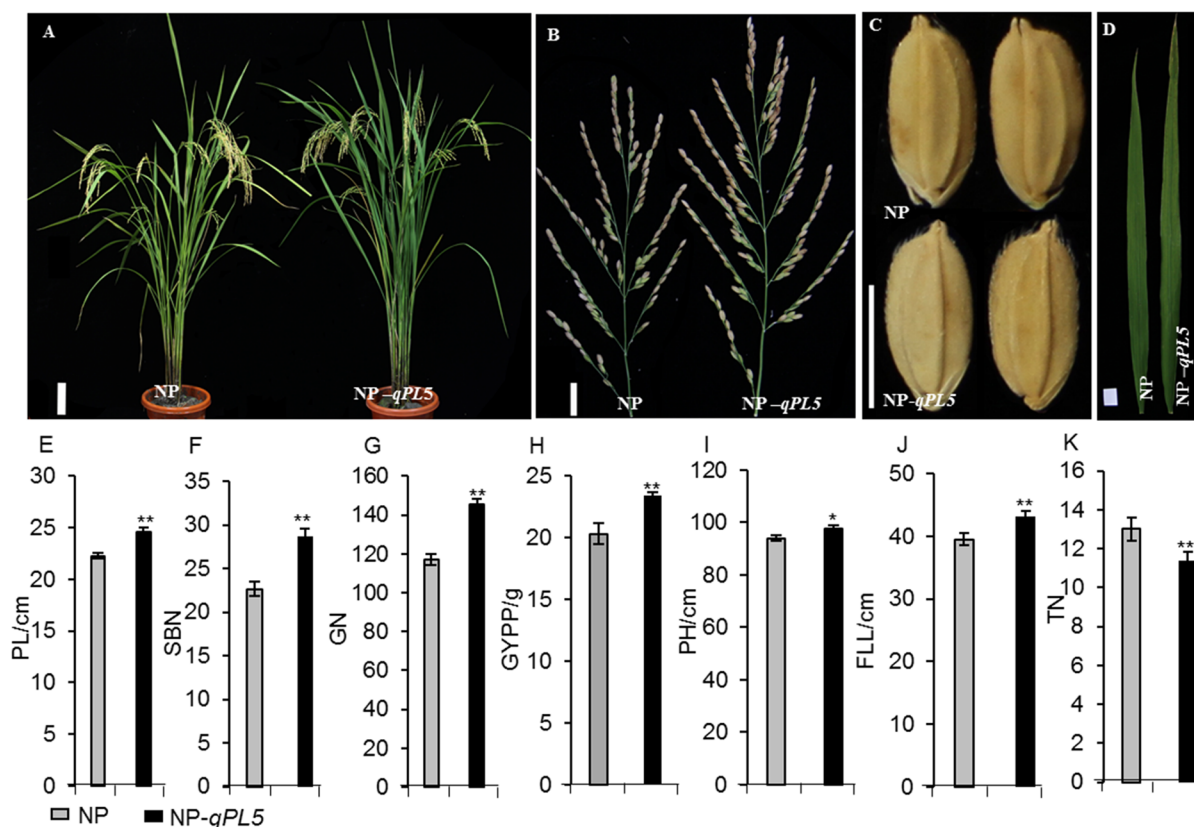 A
B
C
D
NP
NP –qPL5
NP
NP –qPL5
NP
NP-qPL5
NP
NP –qPL5
E
F
G
H
I
J
K
PL/cm
30
25
20
15
10
5
0
**
SBN
35
30
25
20
15
10
5
0
**
GN
160
140
120
100
80
60
40
20
0
**
GYPP/g
25
20
15
10
5
0
**
PH/cm
120
100
80
60
40
20
0
*
FLL/cm
50
40
30
20
10
0
**
TN
16
14
12
10
8
6
4
2
0
**
NP
NP-qPL5